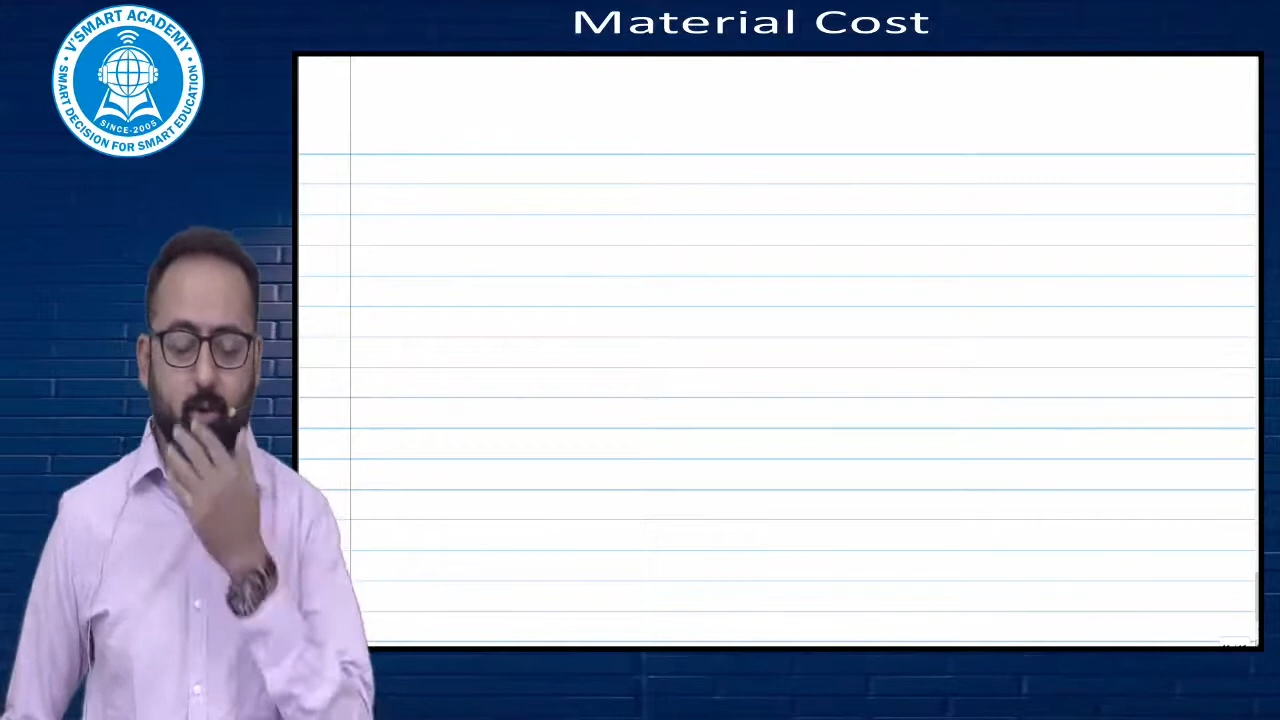 Material Cost
V'SMART ACADEMY
SINCE-2005
SMART DECISION FOR SMART EDUCATION